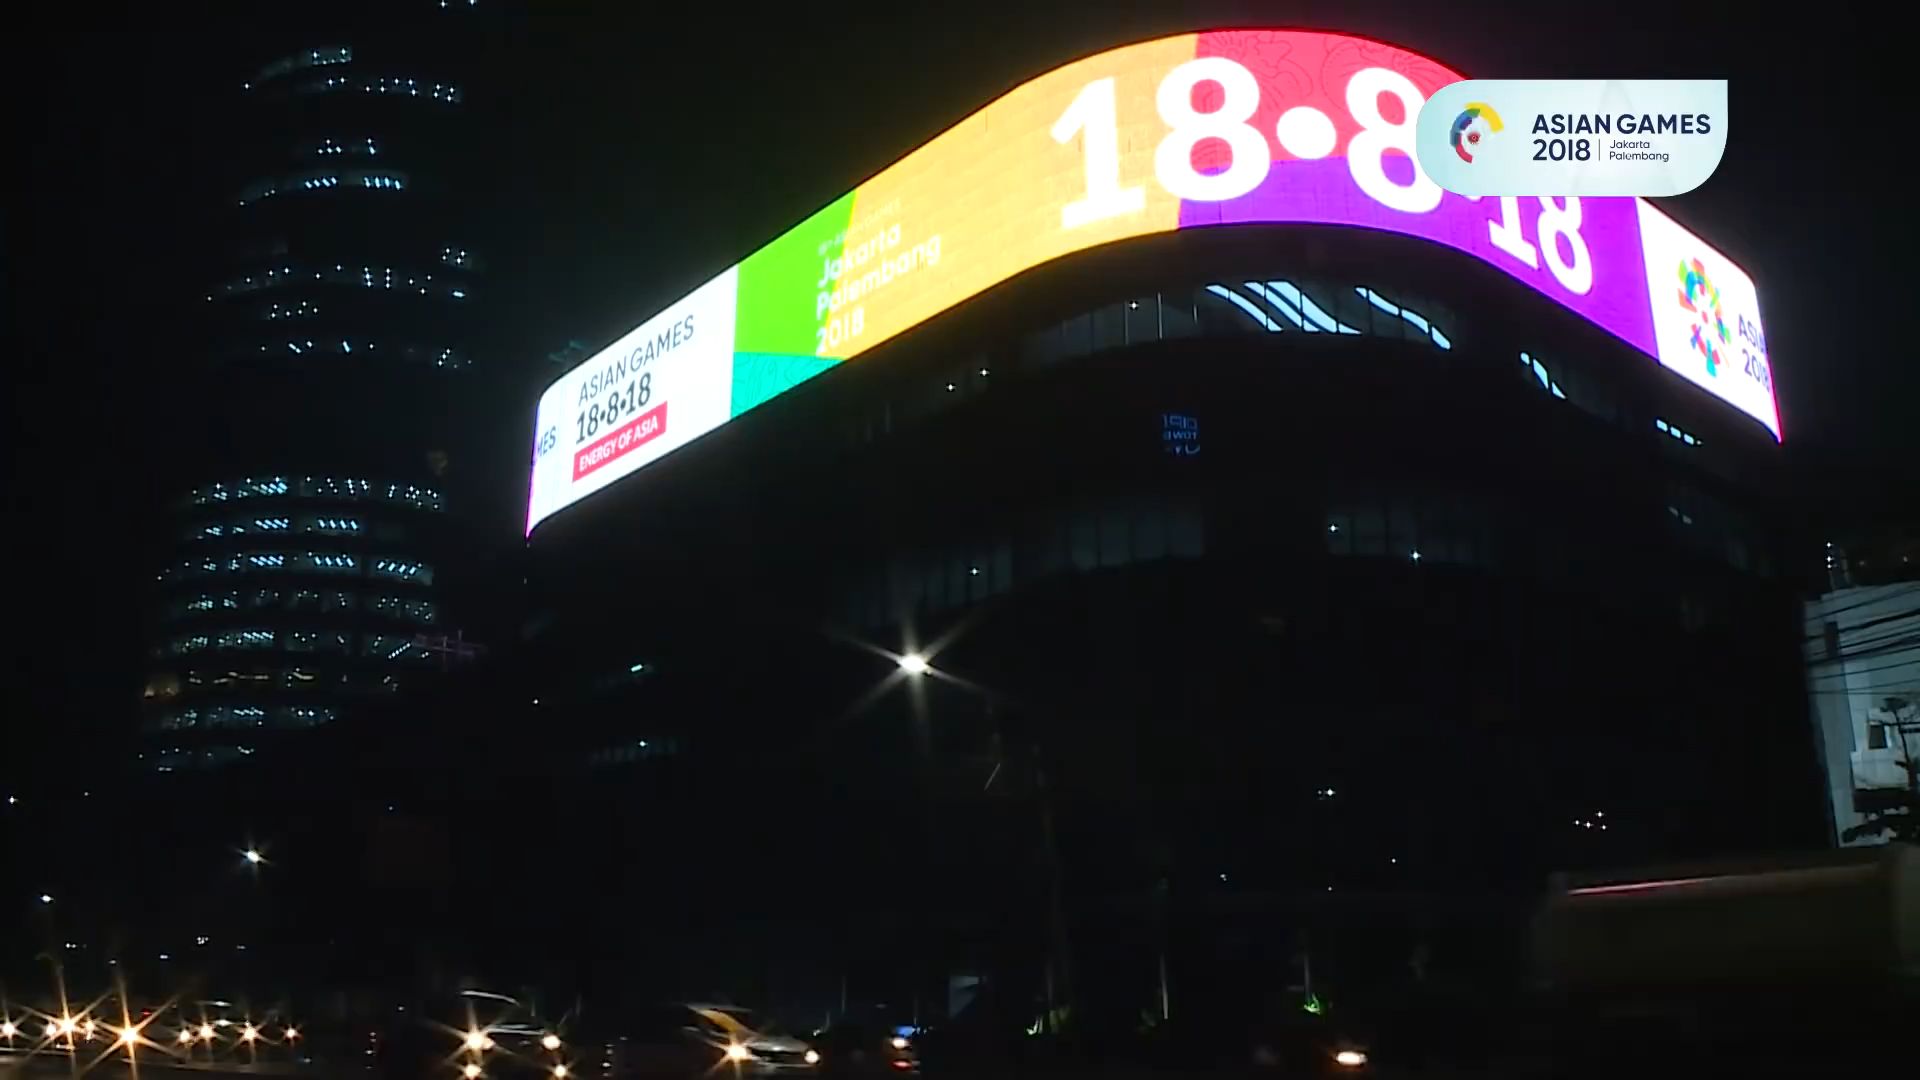 MES
ASIAN GAMES
18•8•18
ENERGY OF ASIA
Jakarta
Palembang
2018
18•8•18
ASIAN GAMES
2018
Jakarta
Palembang